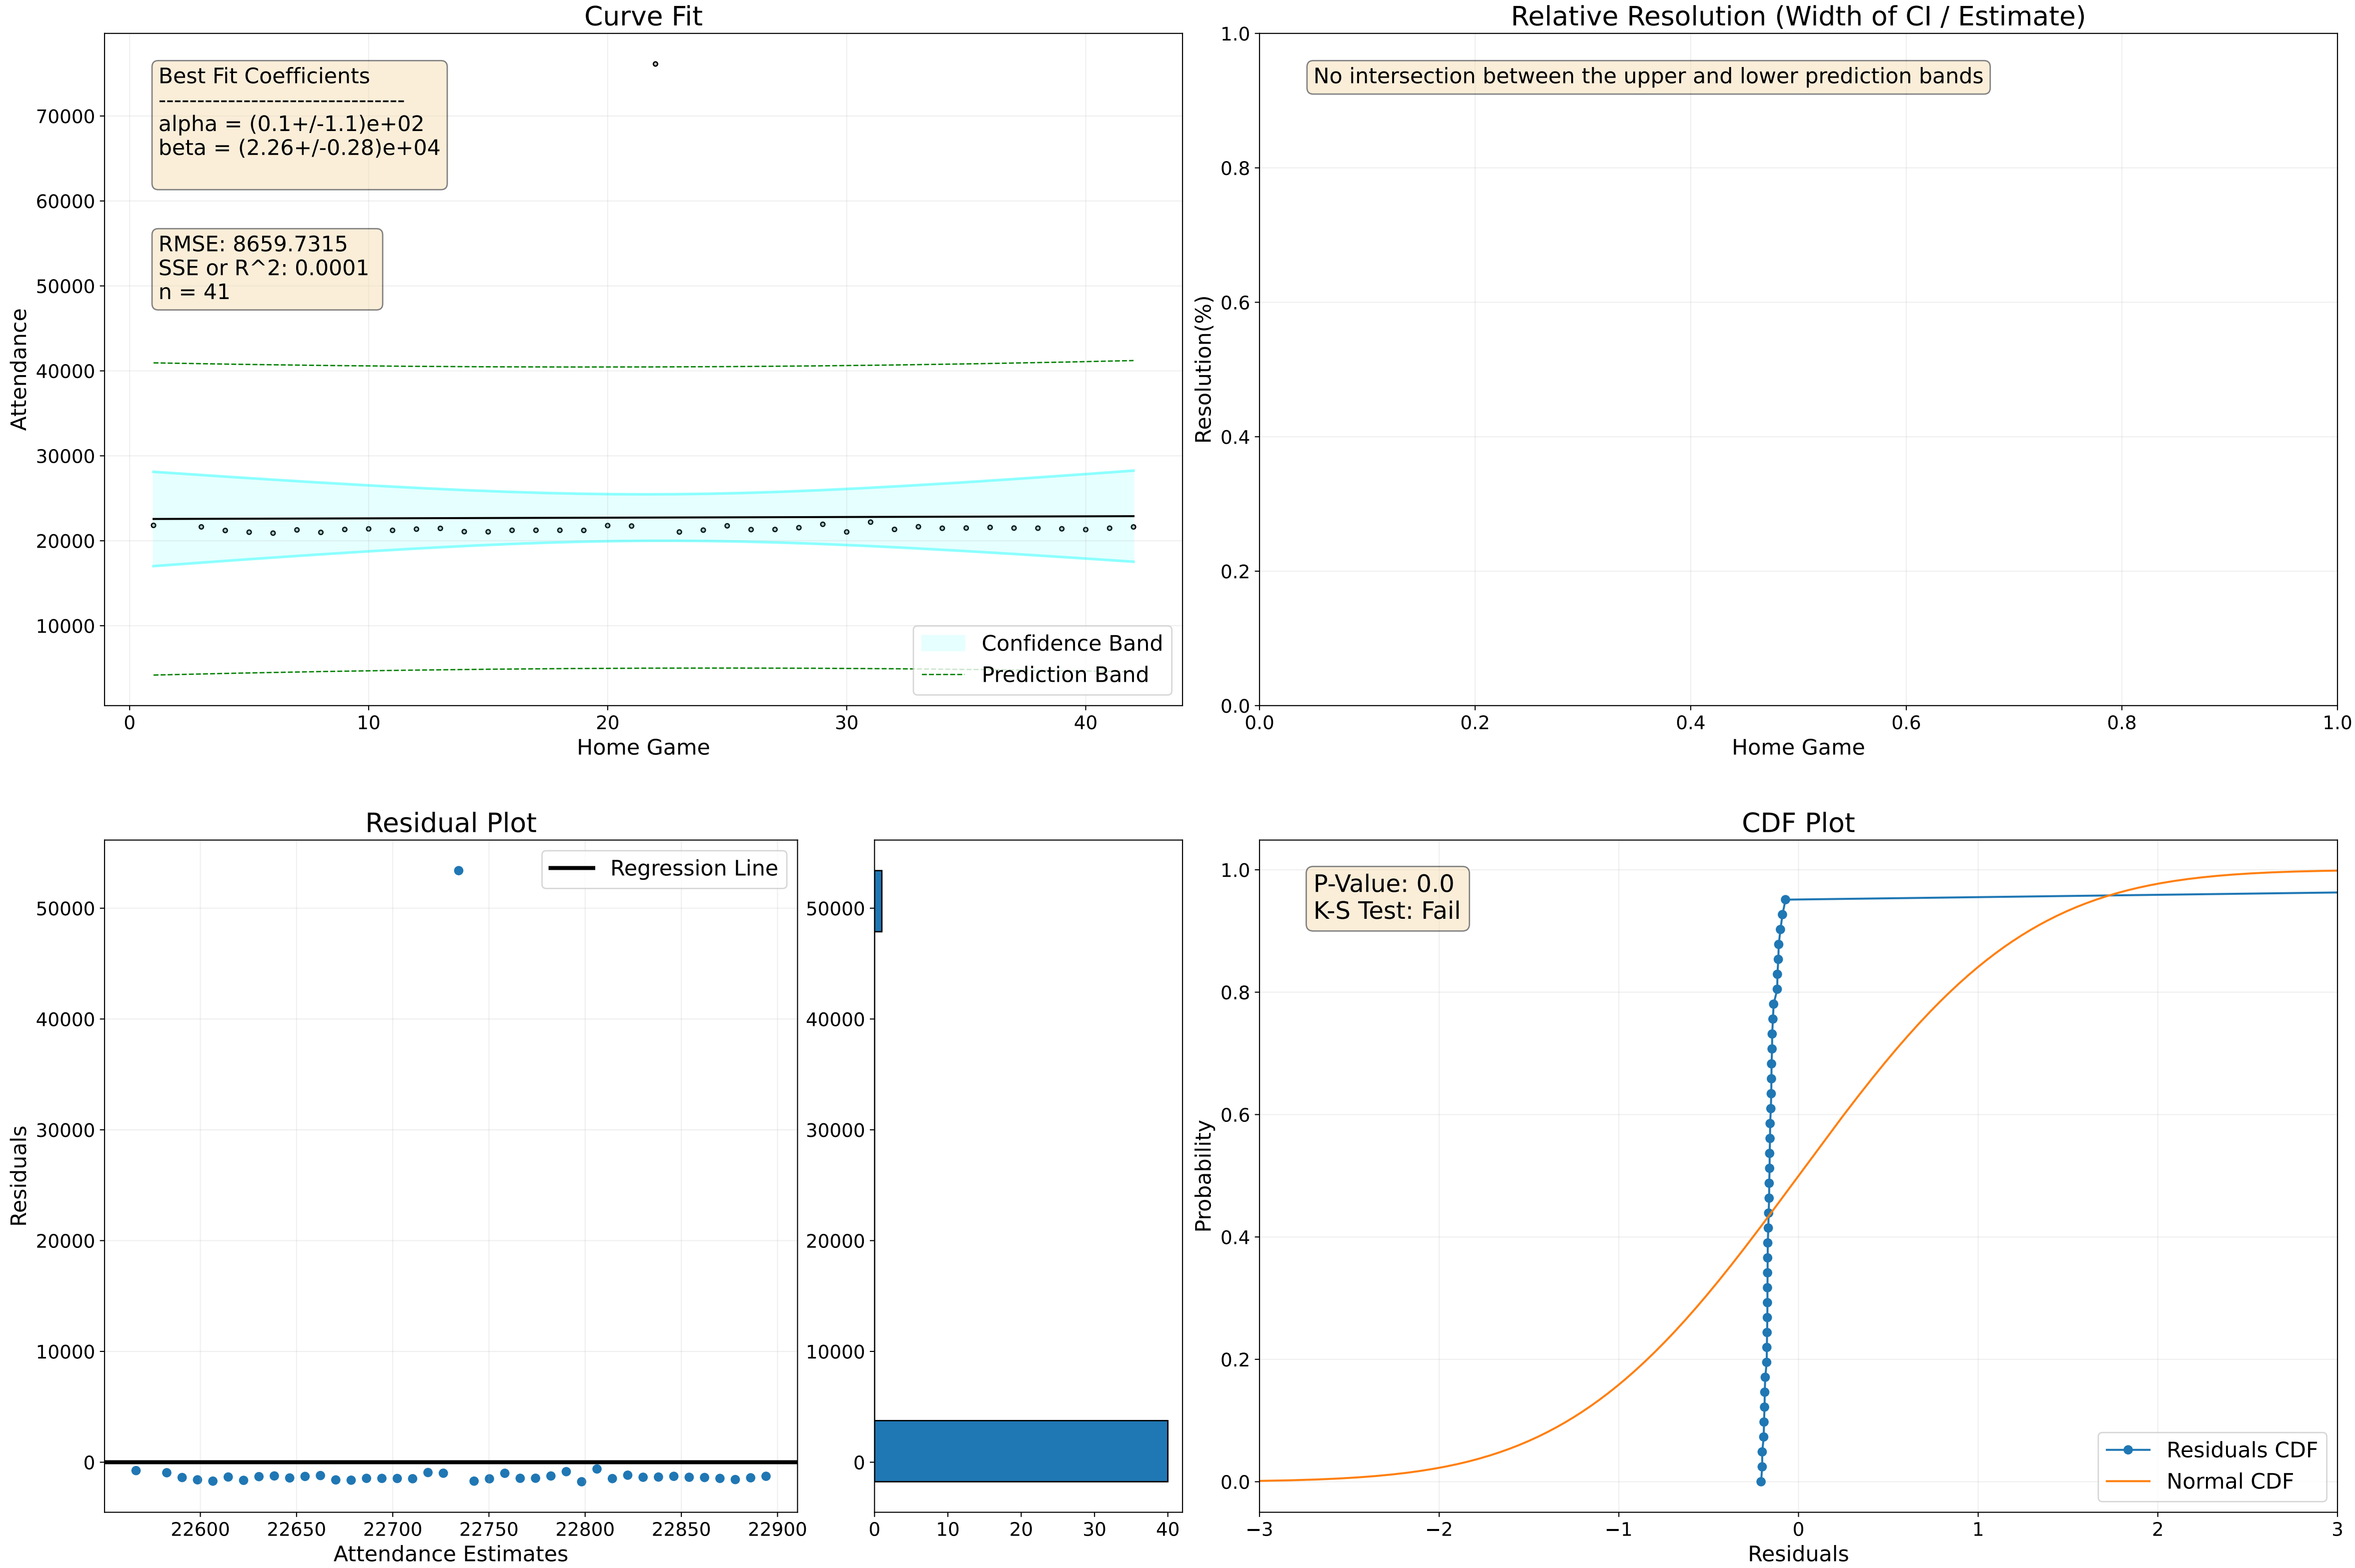 Curve Fit
Best Fit Coefficients
--------------------------------
alpha = (0.1+/-1.1)e+02
beta = (2.26+/-0.28)e+04
RMSE: 8659.7315
SSE or R^2: 0.0001
n = 41
Attendance
70000
60000
50000
40000
30000
20000
10000
0 10 20 30 40
Home Game
Confidence Band
Prediction Band
Relative Resolution (Width of CI / Estimate)
No intersection between the upper and lower prediction bands
Resolution(%)
1.0
0.8
0.6
0.4
0.2
0.0
0.0 0.2 0.4 0.6 0.8 1.0
Home Game
Residual Plot
Regression Line
Residuals
50000
40000
30000
20000
10000
0
22600 22650 22700 22750 22800 22850 22900
Attendance Estimates
50000
40000
30000
20000
10000
0
0 10 20 30 40
CDF Plot
P-Value: 0.0
K-S Test: Fail
Probability
1.0
0.8
0.6
0.4
0.2
0.0
−3 −2 −1 0 1 2 3
Residuals
Residuals CDF
Normal CDF